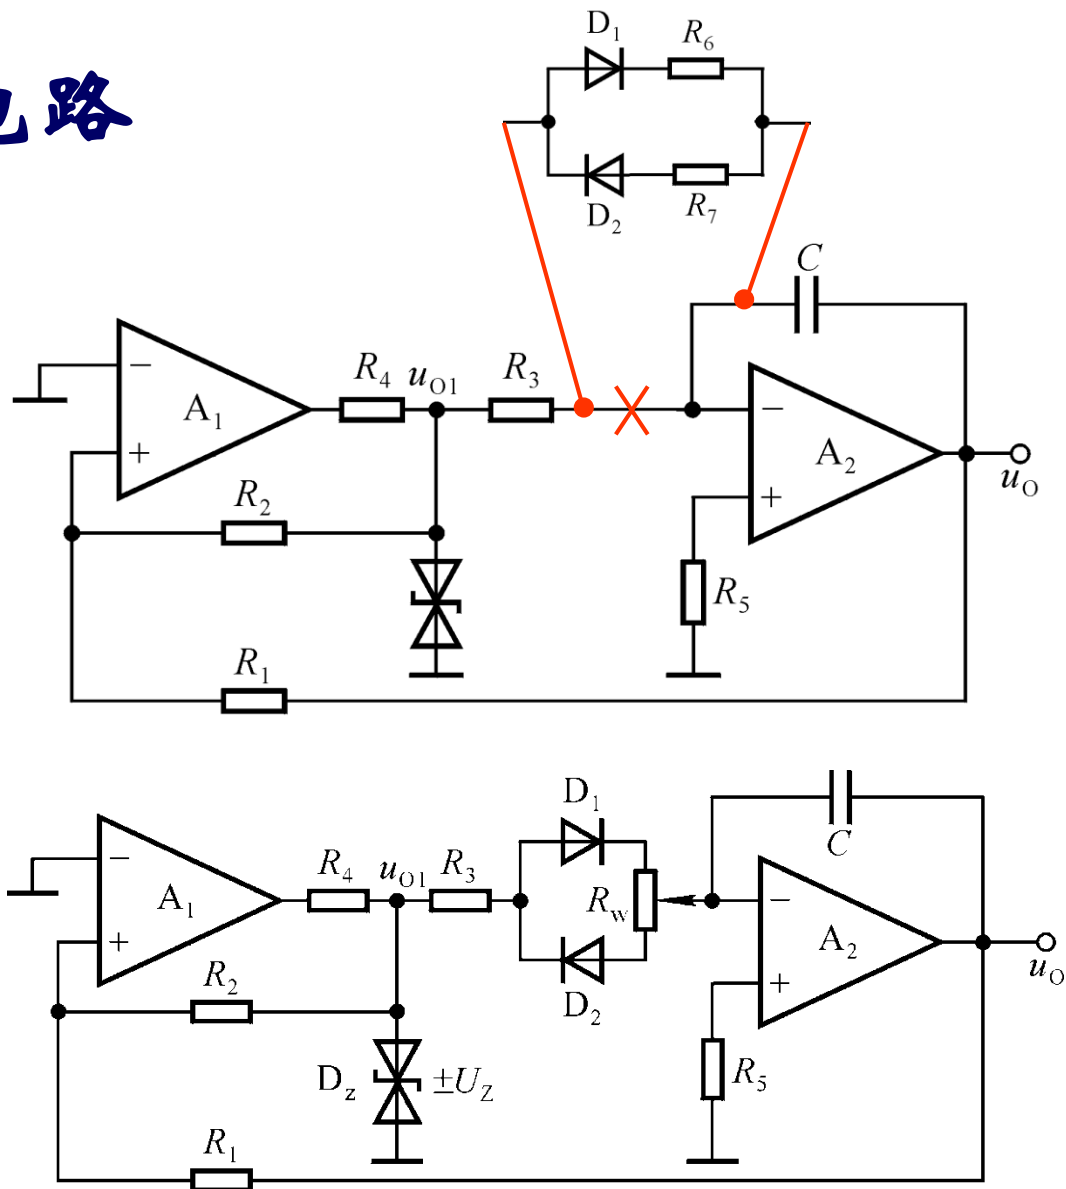 电路
D1 R6
D2 R7
C
− A1 +
R4 uO1 R3
− A2 +
uO
R2
R5
R1
D1
C
− A1 +
R4 uO1 R3
Rw
− A2 +
uO
D2
R2
Dz ±UZ
R5
R1